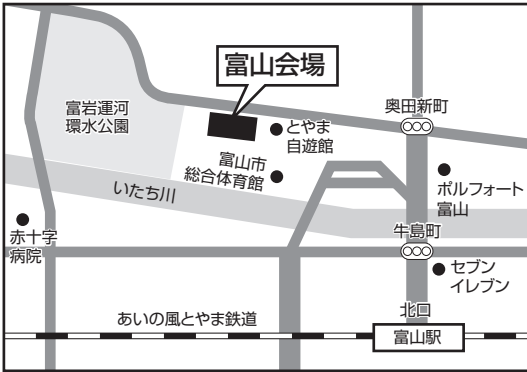 富山会場
富岩運河
環水公園
とやま
自遊館
奥田新町
富山市
総合体育館
ボルフォート
富山
いたち川
赤十字
病院
牛島町
セブン
イレブン
北口
あいの風とやま鉄道
富山駅